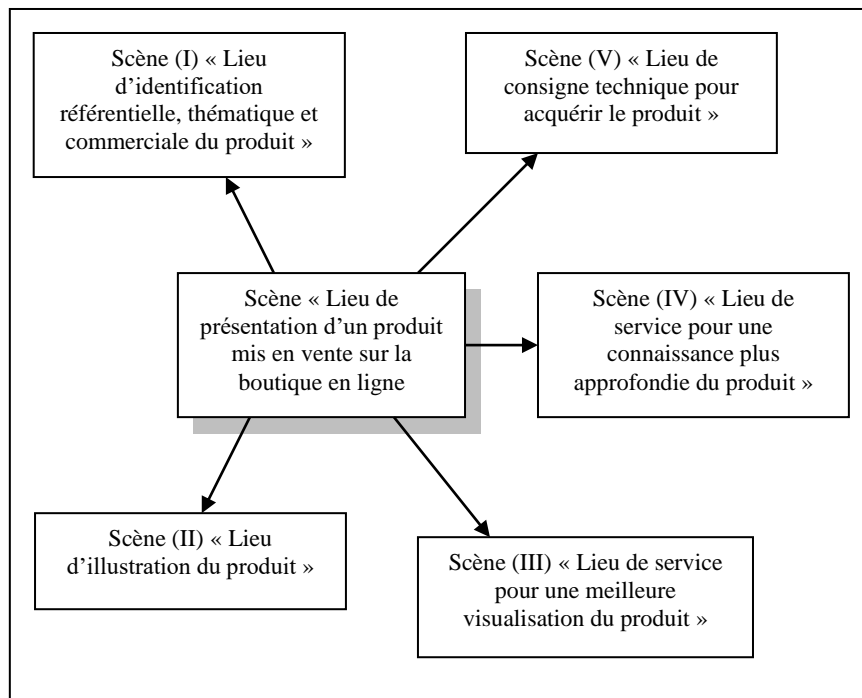 Scène (I) « Lieu
d’identification
référentielle, thématique et
commerciale du produit »
Scène (V) « Lieu de
consigne technique pour
acquérir le produit »
Scène « Lieu de
présentation d’un produit
mis en vente sur la
boutique en ligne
Scène (IV) « Lieu de
service pour une
connaissance plus
approfondie du produit »
Scène (II) « Lieu
d’illustration du produit »
Scène (III) « Lieu de service
pour une meilleure
visualisation du produit »